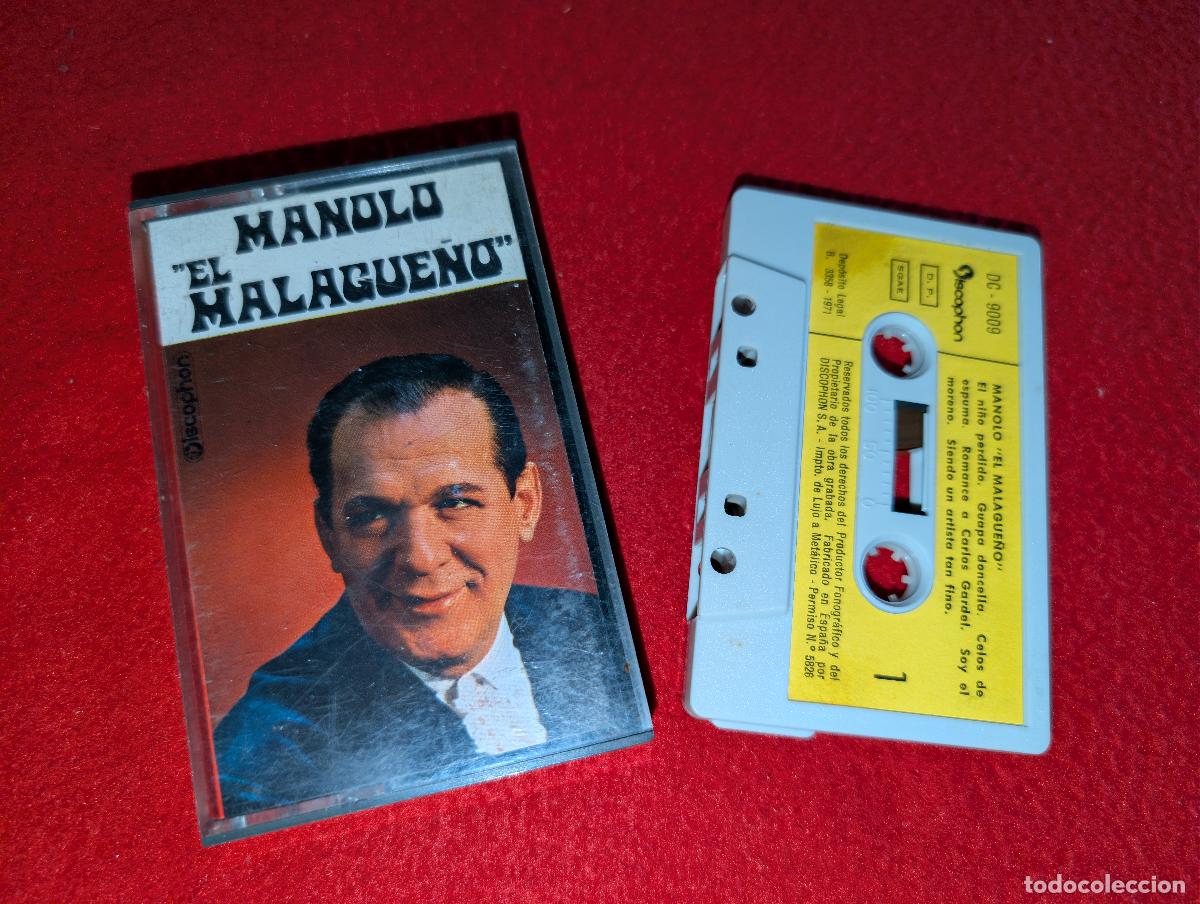 MANOLO
"EL
MALAGUEÑO"
Discophon
DC - 9009
Discophon
D. P.
SGAE
Depósito Legal
B. 3358 - 1971
MANOLO "EL MALAGUEÑO"
El niño perdido. Guapa doncella. Celos de
espuma. Romance a Carlos Gardel. Soy el
moreno. Siendo un artista tan fino.
1
100 50 0
Reservados todos los derechos del Productor Fonográfico y del
Propietario de la obra grabada. Fabricado en España por
DISCOPHON S. A. - Impto. de Lujo a Metálico - Permiso N.º 5826
todocoleccion